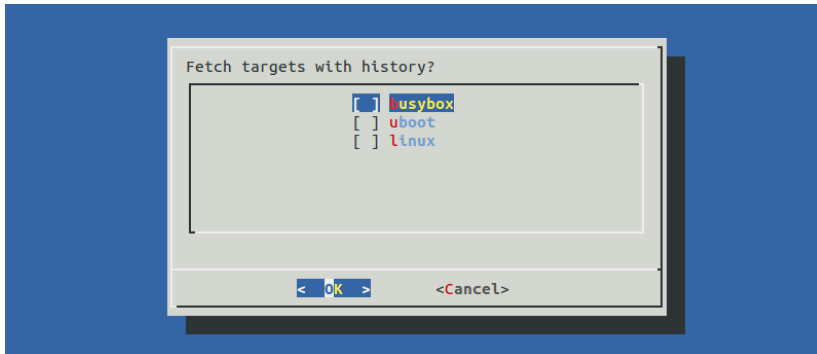 Fetch targets with history?
[ ] busybox
[ ] uboot
[ ] linux
<  OK  > <Cancel>